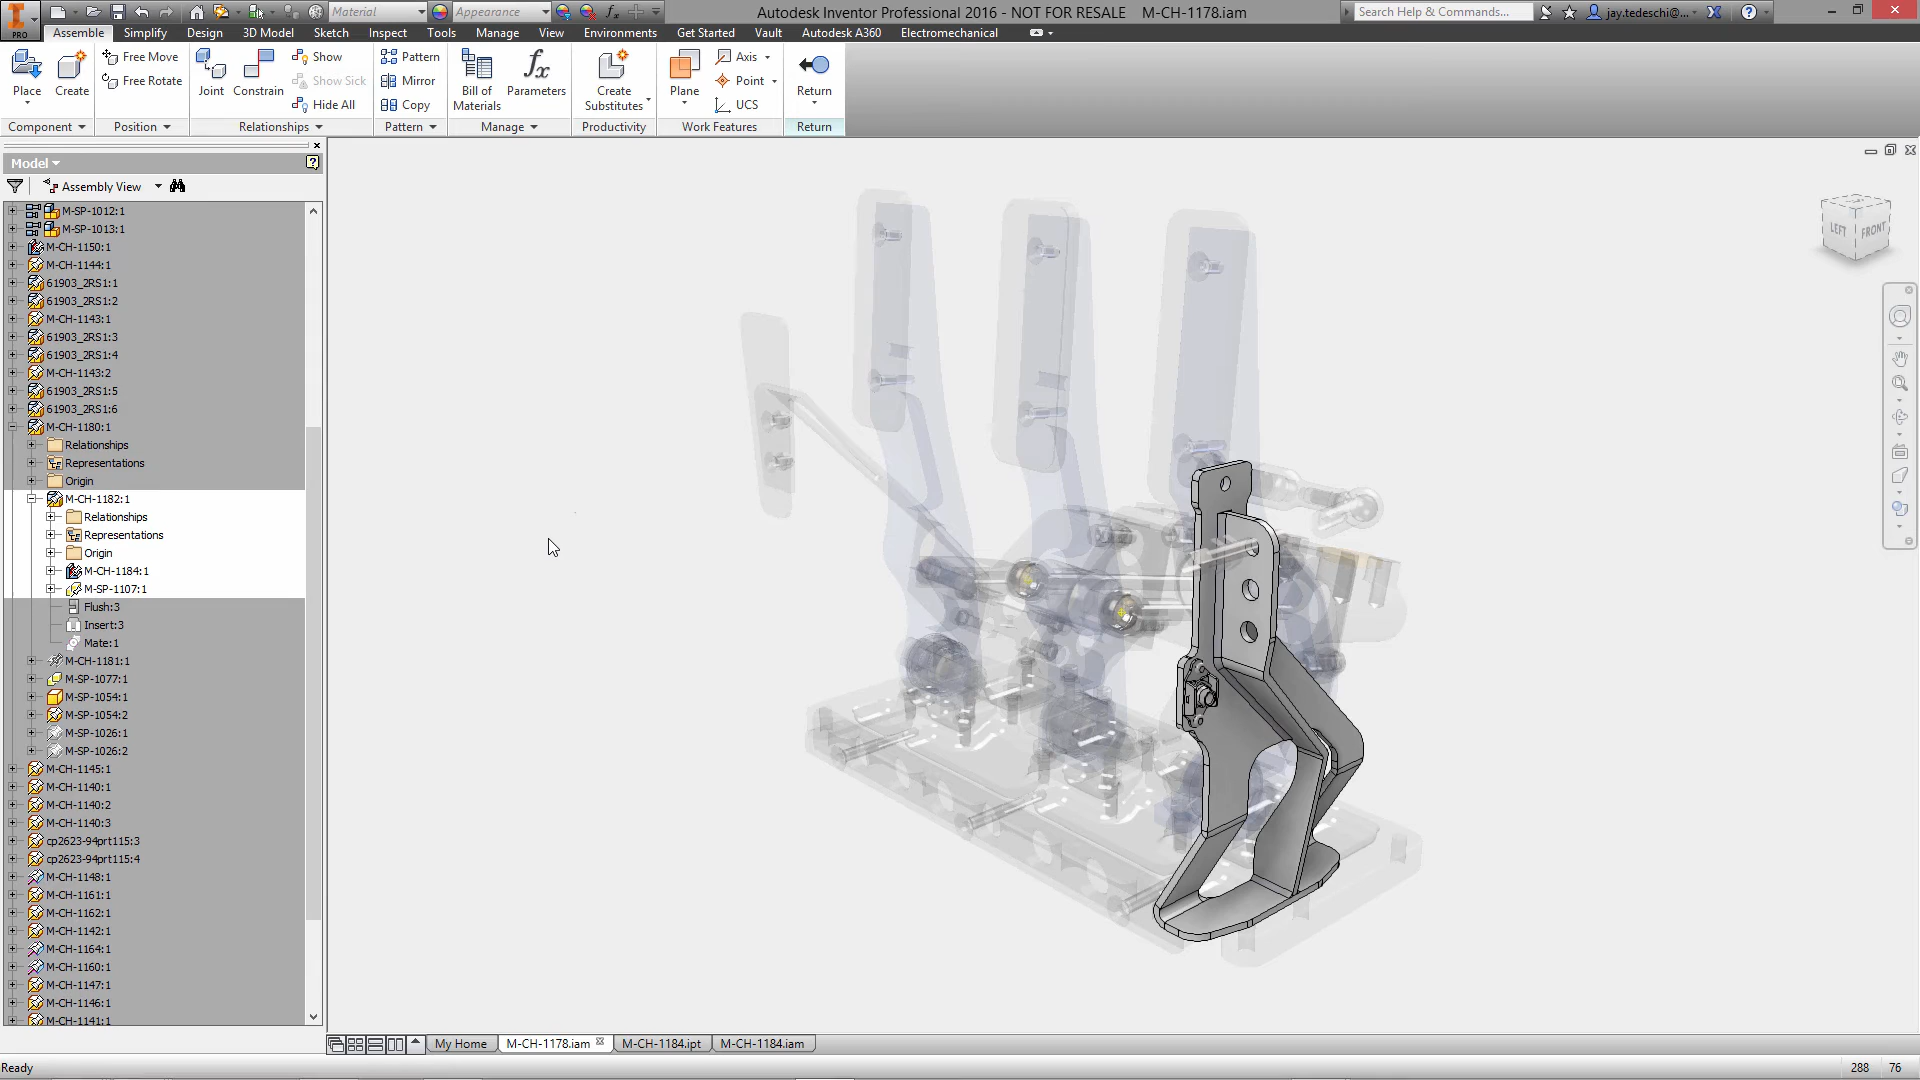 Material
Appearance
Autodesk Inventor Professional 2016 - NOT FOR RESALE M-CH-1178.iam
Search Help & Commands...
jay.tedeschi@...
PRO
Assemble Simplify Design 3D Model Sketch Inspect Tools Manage View Environments Get Started Vault Autodesk A360 Electromechanical
Place
Create
Free Move
Free Rotate
Joint
Constrain
Show
Show Sick
Hide All
Pattern
Mirror
Copy
Bill of
Materials
Parameters
Create
Substitutes
Plane
Axis
Point
UCS
Return
Component
Position
Relationships
Pattern
Manage
Productivity
Work Features
Return
Model
Assembly View
M-SP-1012:1
M-SP-1013:1
M-CH-1150:1
M-CH-1144:1
61903_2RS1:1
61903_2RS1:2
M-CH-1143:1
61903_2RS1:3
61903_2RS1:4
M-CH-1143:2
61903_2RS1:5
61903_2RS1:6
M-CH-1180:1
Relationships
Representations
Origin
M-CH-1182:1
Relationships
Representations
Origin
M-CH-1184:1
M-SP-1107:1
Flush:3
Insert:3
Mate:1
M-CH-1181:1
M-SP-1077:1
M-SP-1054:1
M-SP-1054:2
M-SP-1026:1
M-SP-1026:2
M-CH-1145:1
M-CH-1140:1
M-CH-1140:2
M-CH-1140:3
cp2623-94prt115:3
cp2623-94prt115:4
M-CH-1148:1
M-CH-1161:1
M-CH-1162:1
M-CH-1142:1
M-CH-1164:1
M-CH-1160:1
M-CH-1147:1
M-CH-1146:1
M-CH-1141:1
LEFT FRONT
My Home M-CH-1178.iam M-CH-1184.ipt M-CH-1184.iam
Ready
288 76